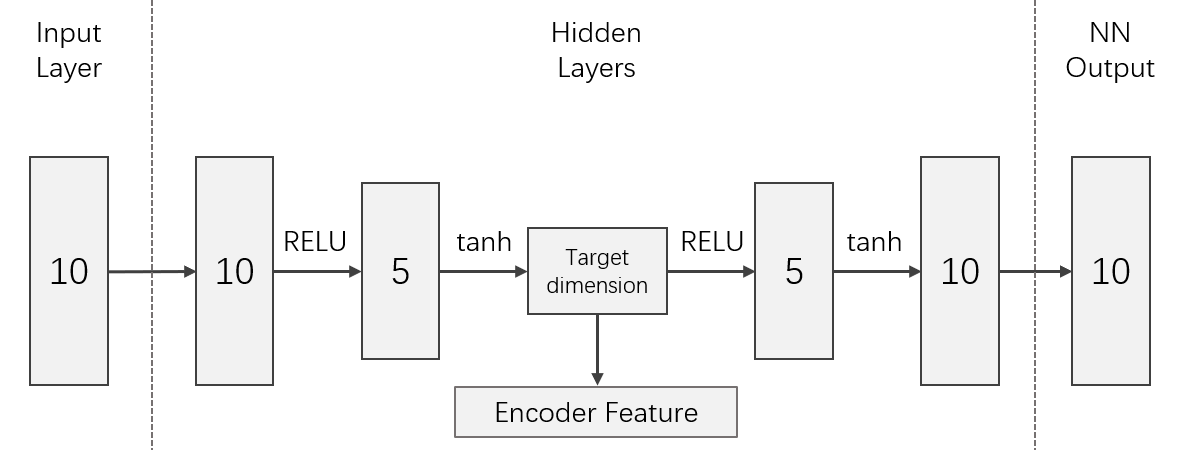 Input
Layer
Hidden
Layers
NN
Output
10
10
RELU
5
tanh
Target
dimension
RELU
5
tanh
10
10
Encoder Feature